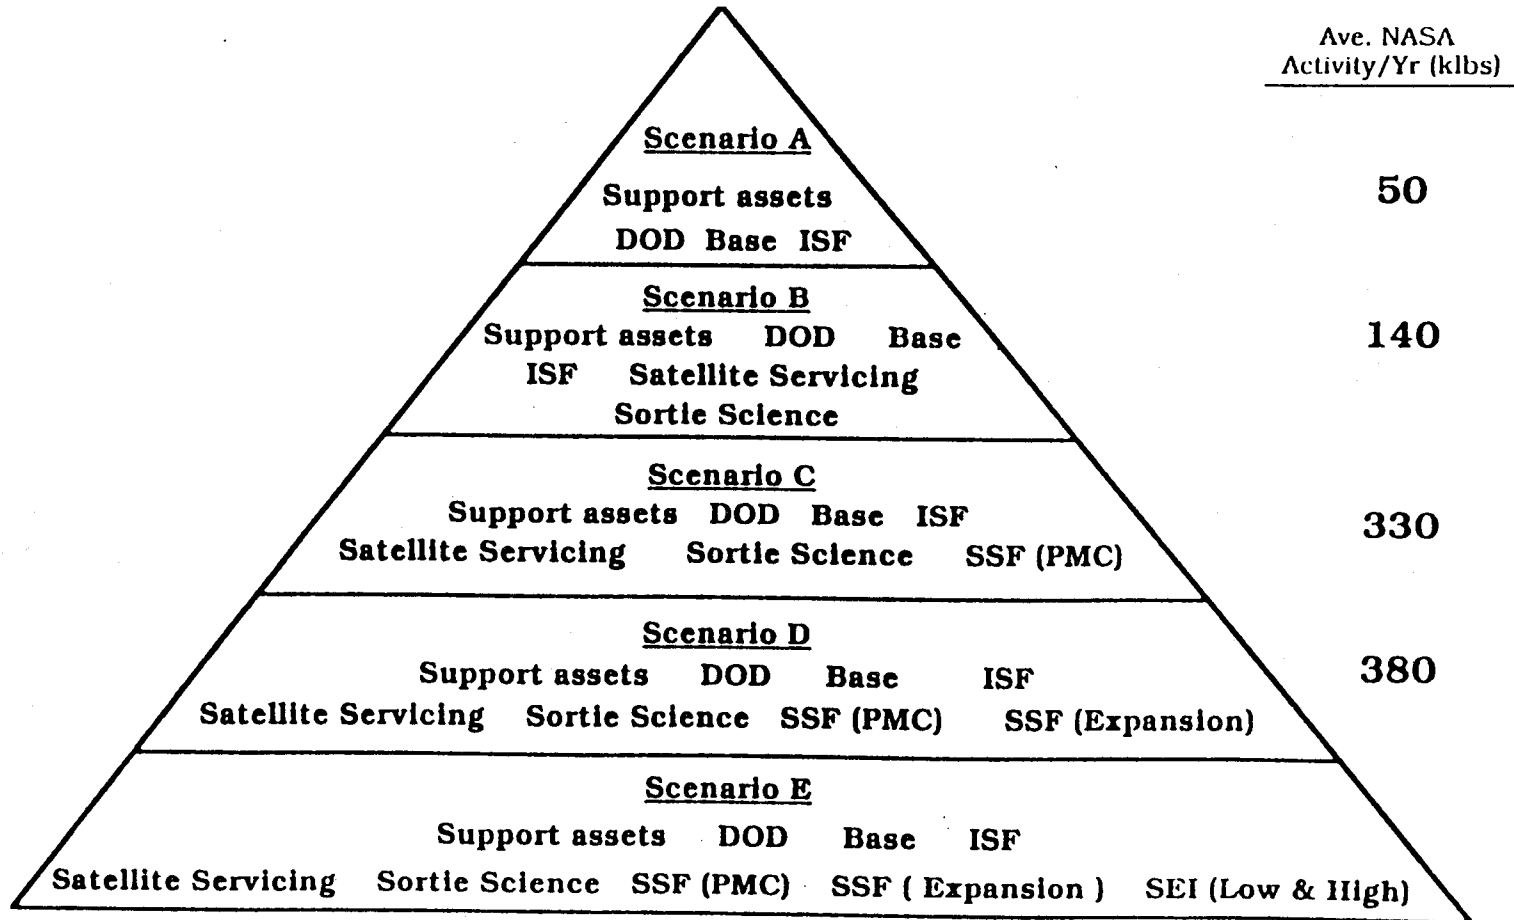 Ave. NASA
Activity/Yr (klbs)
Scenario A
Support assets
DOD Base ISF
50
Scenario B
Support assets DOD Base
ISF Satellite Servicing
Sortie Science
140
Scenario C
Support assets DOD Base ISF
Satellite Servicing Sortie Science SSF (PMC)
330
Scenario D
Support assets DOD Base ISF
Satellite Servicing Sortie Science SSF (PMC) SSF (Expansion)
380
Scenario E
Support assets DOD Base ISF
Satellite Servicing Sortie Science SSF (PMC) SSF ( Expansion ) SEI (Low & High)